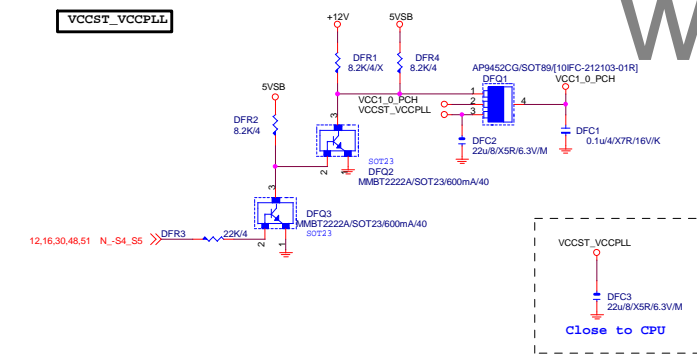 VCCST_VCCPLL
W
+12V
5VSB
DFR1
8.2K/4/X
DFR4
8.2K/4
AP9452CG/SOT89/[10IFC-212103-01R]
DFQ1
VCC1_0_PCH
5VSB
VCC1_0_PCH
VCCST_VCCPLL
1
2
3
4
DFR2
8.2K/4
3
DFC2
22u/8/X5R/6.3V/M
DFC1
0.1u/4/X7R/16V/K
2
1
SOT23
DFQ2
MMBT2222A/SOT23/600mA/40
3
DFQ3
MMBT2222A/SOT23/600mA/40
SOT23
12,16,30,48,51 N_-S4_S5
DFR3
22K/4
2
1
VCCST_VCCPLL
DFC3
22u/8/X5R/6.3V/M
Close to CPU